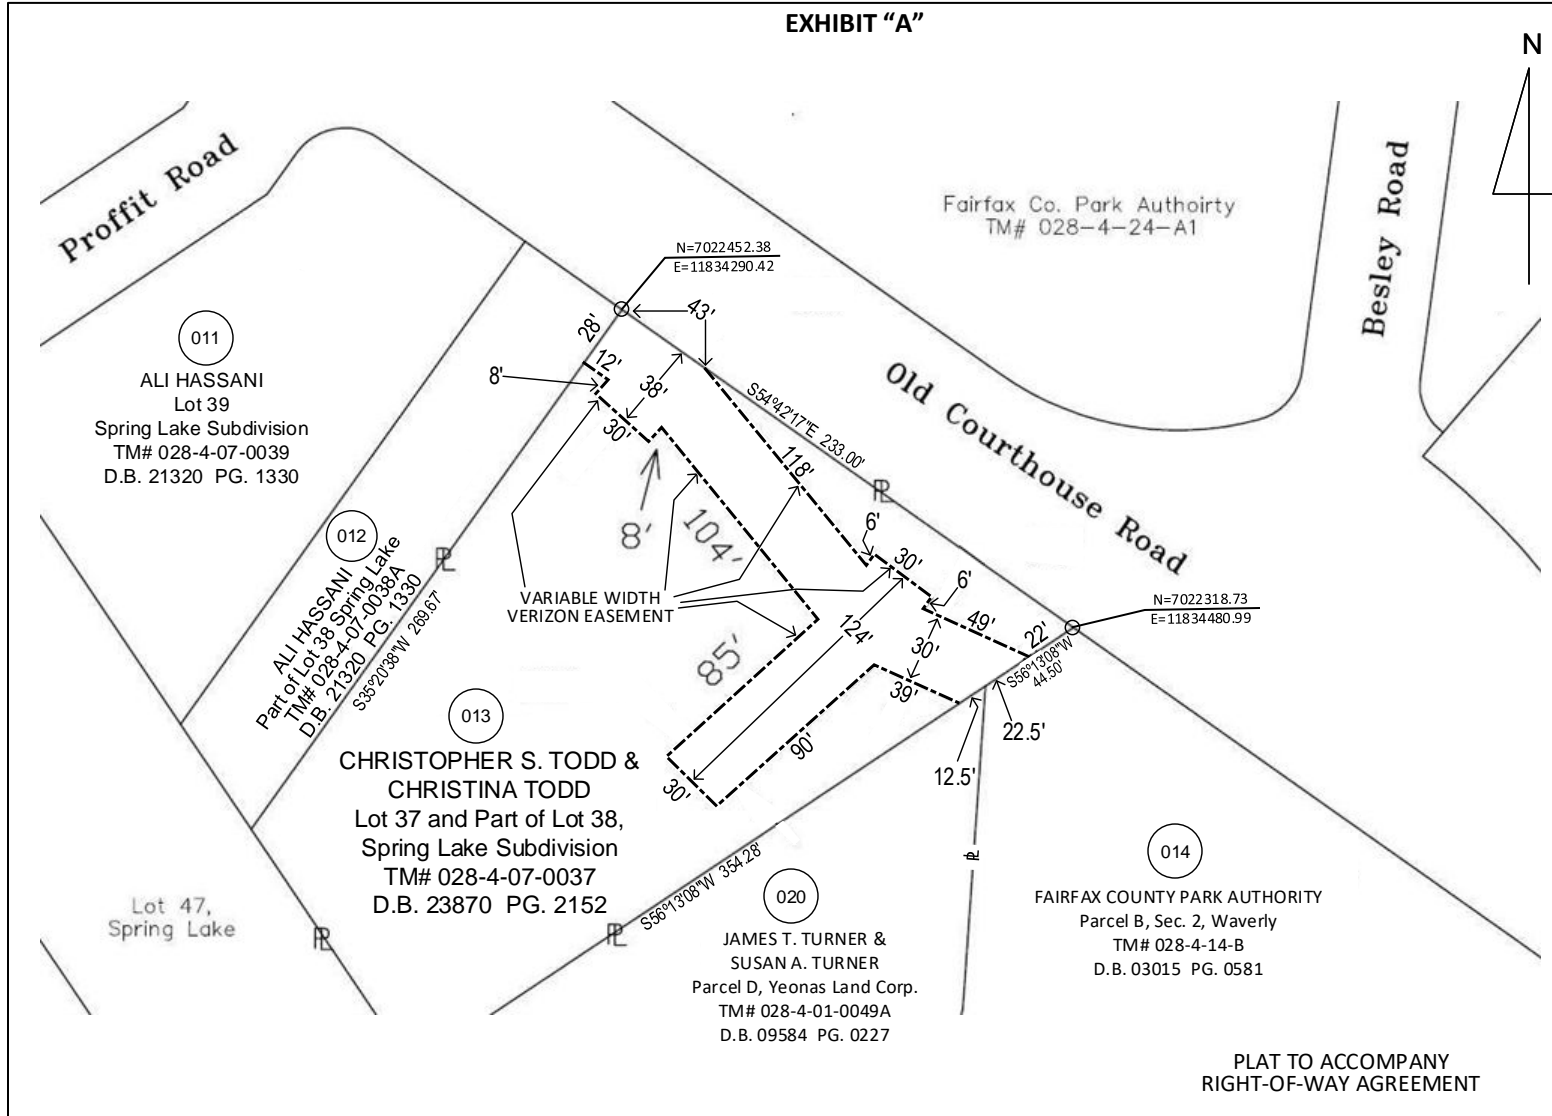 EXHIBIT “A”
N
Proffit Road
Fairfax Co. Park Authoirty
TM# 028-4-24-A1
Besley Road
N=7022452.38
E=11834290.42
43'
28'
12'
8'
38'
30'
8'
011
ALI HASSANI
Lot 39
Spring Lake Subdivision
TM# 028-4-07-0039
D.B. 21320 PG. 1330
S54°42'17"E 233.00'
Old Courthouse Road
118'
PL
104'
6'
30'
6'
49'
22'
N=7022318.73
E=11834480.99
VARIABLE WIDTH
VERIZON EASEMENT
012
ALI HASSANI
Part of Lot 38 Spring Lake
TM# 028-4-07-0038A
D.B. 21320 PG. 1330
PL
S35°20'38"W 269.67'
85'
124'
30'
39'
S56°13'08"W
44.50'
22.5'
12.5'
90'
30'
013
CHRISTOPHER S. TODD &
CHRISTINA TODD
Lot 37 and Part of Lot 38,
Spring Lake Subdivision
TM# 028-4-07-0037
D.B. 23870 PG. 2152
Lot 47,
Spring Lake
PL
PL
S56°13'08"W 354.28'
PL
020
JAMES T. TURNER &
SUSAN A. TURNER
Parcel D, Yeonas Land Corp.
TM# 028-4-01-0049A
D.B. 09584 PG. 0227
014
FAIRFAX COUNTY PARK AUTHORITY
Parcel B, Sec. 2, Waverly
TM# 028-4-14-B
D.B. 03015 PG. 0581
PLAT TO ACCOMPANY
RIGHT-OF-WAY AGREEMENT